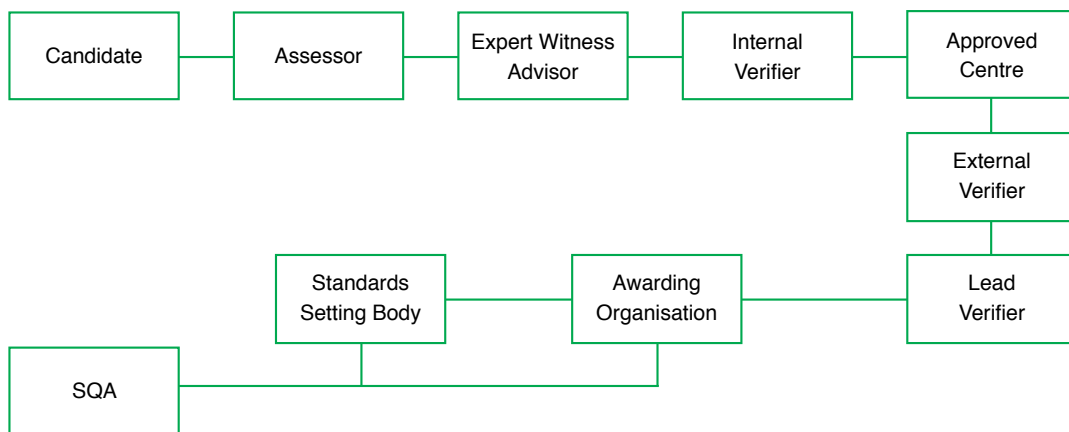 Candidate
Assessor
Expert Witness
Advisor
Internal
Verifier
Approved
Centre
External
Verifier
Standards
Setting Body
Awarding
Organisation
Lead
Verifier
SQA